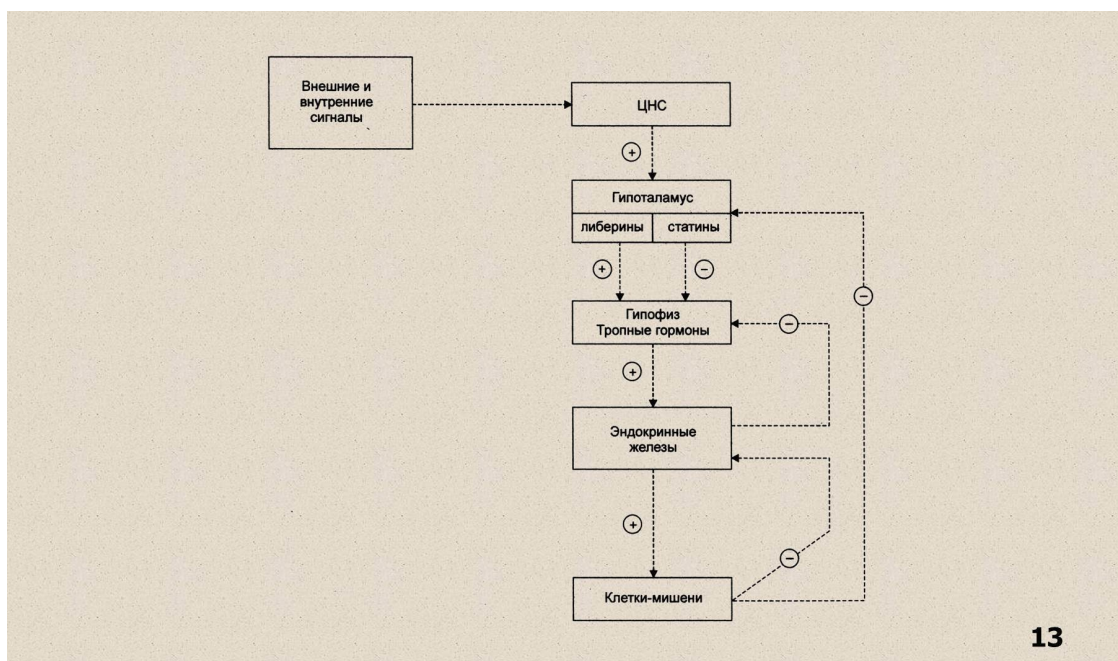 Внешние и
внутренние
сигналы
ЦНС
+
Гипоталамус
либерины статины
+ −
−
Гипофиз
Тропные гормоны
−
+
Эндокринные
железы
+
−
Клетки-мишени
13